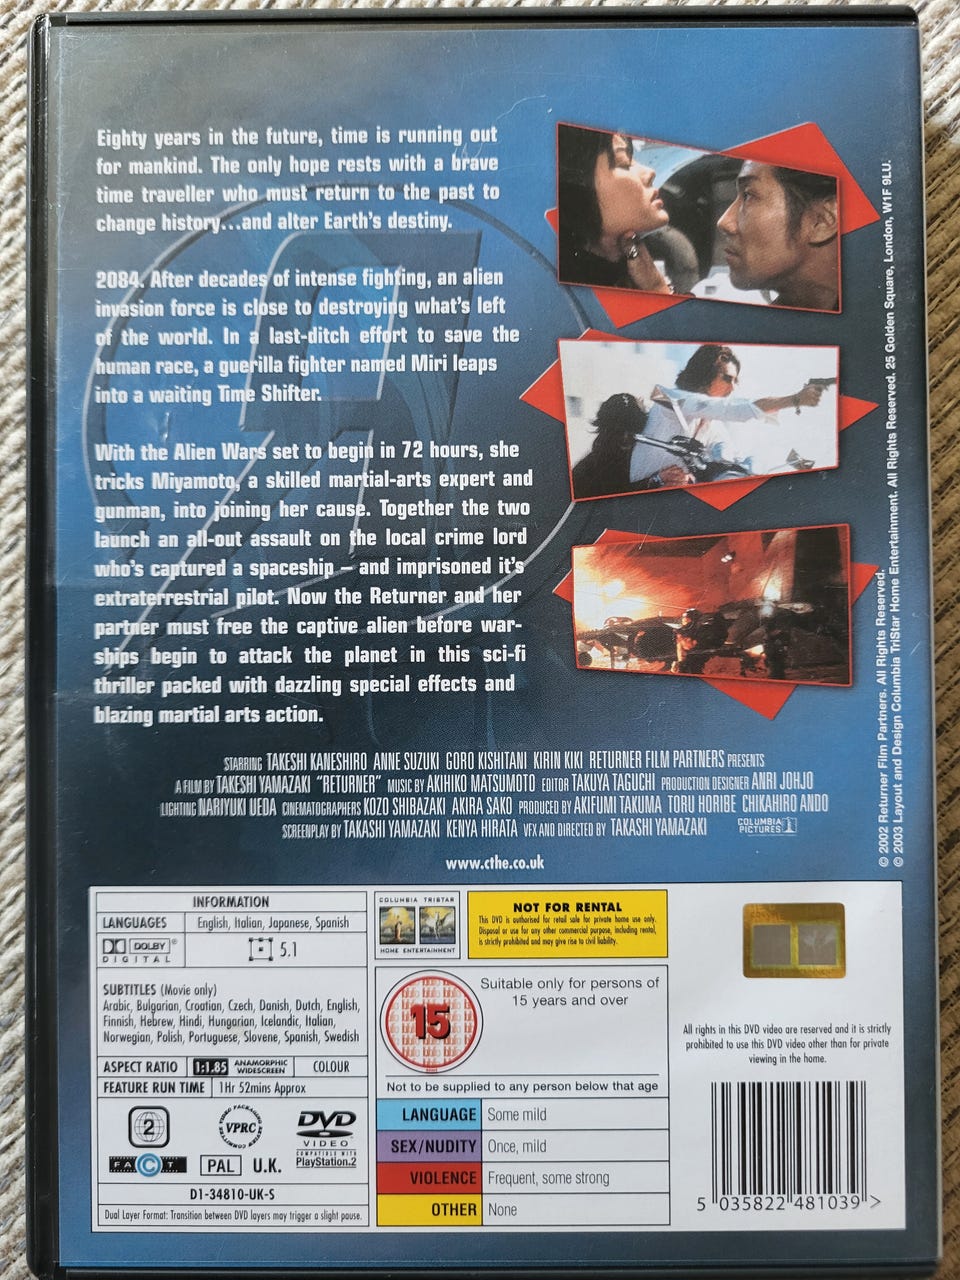 Eighty years in the future, time is running out
for mankind. The only hope rests with a brave
time traveller who must return to the past to
change history...and alter Earth's destiny.
2084. After decades of intense fighting, an alien
invasion force is close to destroying what's left
of the world. In a last-ditch effort to save the
human race, a guerilla fighter named Miri leaps
into a waiting Time Shifter.
With the Alien Wars set to begin in 72 hours, she
tricks Miyamoto, a skilled martial-arts expert and
gunman, into joining her cause. Together the two
launch an all-out assault on the local crime lord
who's captured a spaceship – and imprisoned it's
extraterrestrial pilot. Now the Returner and her
partner must free the captive alien before war-
ships begin to attack the planet in this sci-fi
thriller packed with dazzling special effects and
blazing martial arts action.
STARRING TAKESHI KANESHIRO ANNE SUZUKI GORO KISHITANI KIRIN KIKI RETURNER FILM PARTNERS PRESENTS
A FILM BY TAKESHI YAMAZAKI "RETURNER" MUSIC BY AKIHIKO MATSUMOTO EDITOR TAKUYA TAGUCHI PRODUCTION DESIGNER ANRI JOHJO
LIGHTING NARIYUKI UEDA CINEMATOGRAPHERS KOZO SHIBAZAKI AKIRA SAKO PRODUCED BY AKIFUMI TAKUMA TORU HORIBE CHIKAHIRO ANDO
SCREENPLAY BY TAKASHI YAMAZAKI KENYA HIRATA VFX AND DIRECTED BY TAKASHI YAMAZAKI
COLUMBIA
PICTURES
www.cthe.co.uk
© 2002 Returner Film Partners. All Rights Reserved.
© 2003 Layout and Design Columbia TriStar Home Entertainment. All Rights Reserved. 25 Golden Square, London, W1F 9LU.
INFORMATION
LANGUAGES English, Italian, Japanese, Spanish
DOLBY®
DIGITAL
5.1
SUBTITLES (Movie only)
Arabic, Bulgarian, Croatian, Czech, Danish, Dutch, English,
Finnish, Hebrew, Hindi, Hungarian, Icelandic, Italian,
Norwegian, Polish, Portuguese, Slovene, Spanish, Swedish
ASPECT RATIO 1:1.85 ANAMORPHIC WIDESCREEN COLOUR
FEATURE RUN TIME 1Hr 52mins Approx
2
VIDEO PACKAGING REVIEW COMMITTEE
VPRC
DVD
VIDEO
COMPATIBLE WITH
PlayStation.2
FACT
PAL U.K.
D1-34810-UK-S
Dual Layer Format: Transition between DVD layers may trigger a slight pause.
COLUMBIA TRISTAR
HOME ENTERTAINMENT
NOT FOR RENTAL
This DVD is authorised for retail sale for private home use only.
Disposal or use for any other commercial purpose, including rental,
is strictly prohibited and may give rise to civil liability.
15
Suitable only for persons of
15 years and over
Not to be supplied to any person below that age
LANGUAGE Some mild
SEX/NUDITY Once, mild
VIOLENCE Frequent, some strong
OTHER None
All rights in this DVD video are reserved and it is strictly
prohibited to use this DVD video other than for private
viewing in the home.
5 035822 481039 >